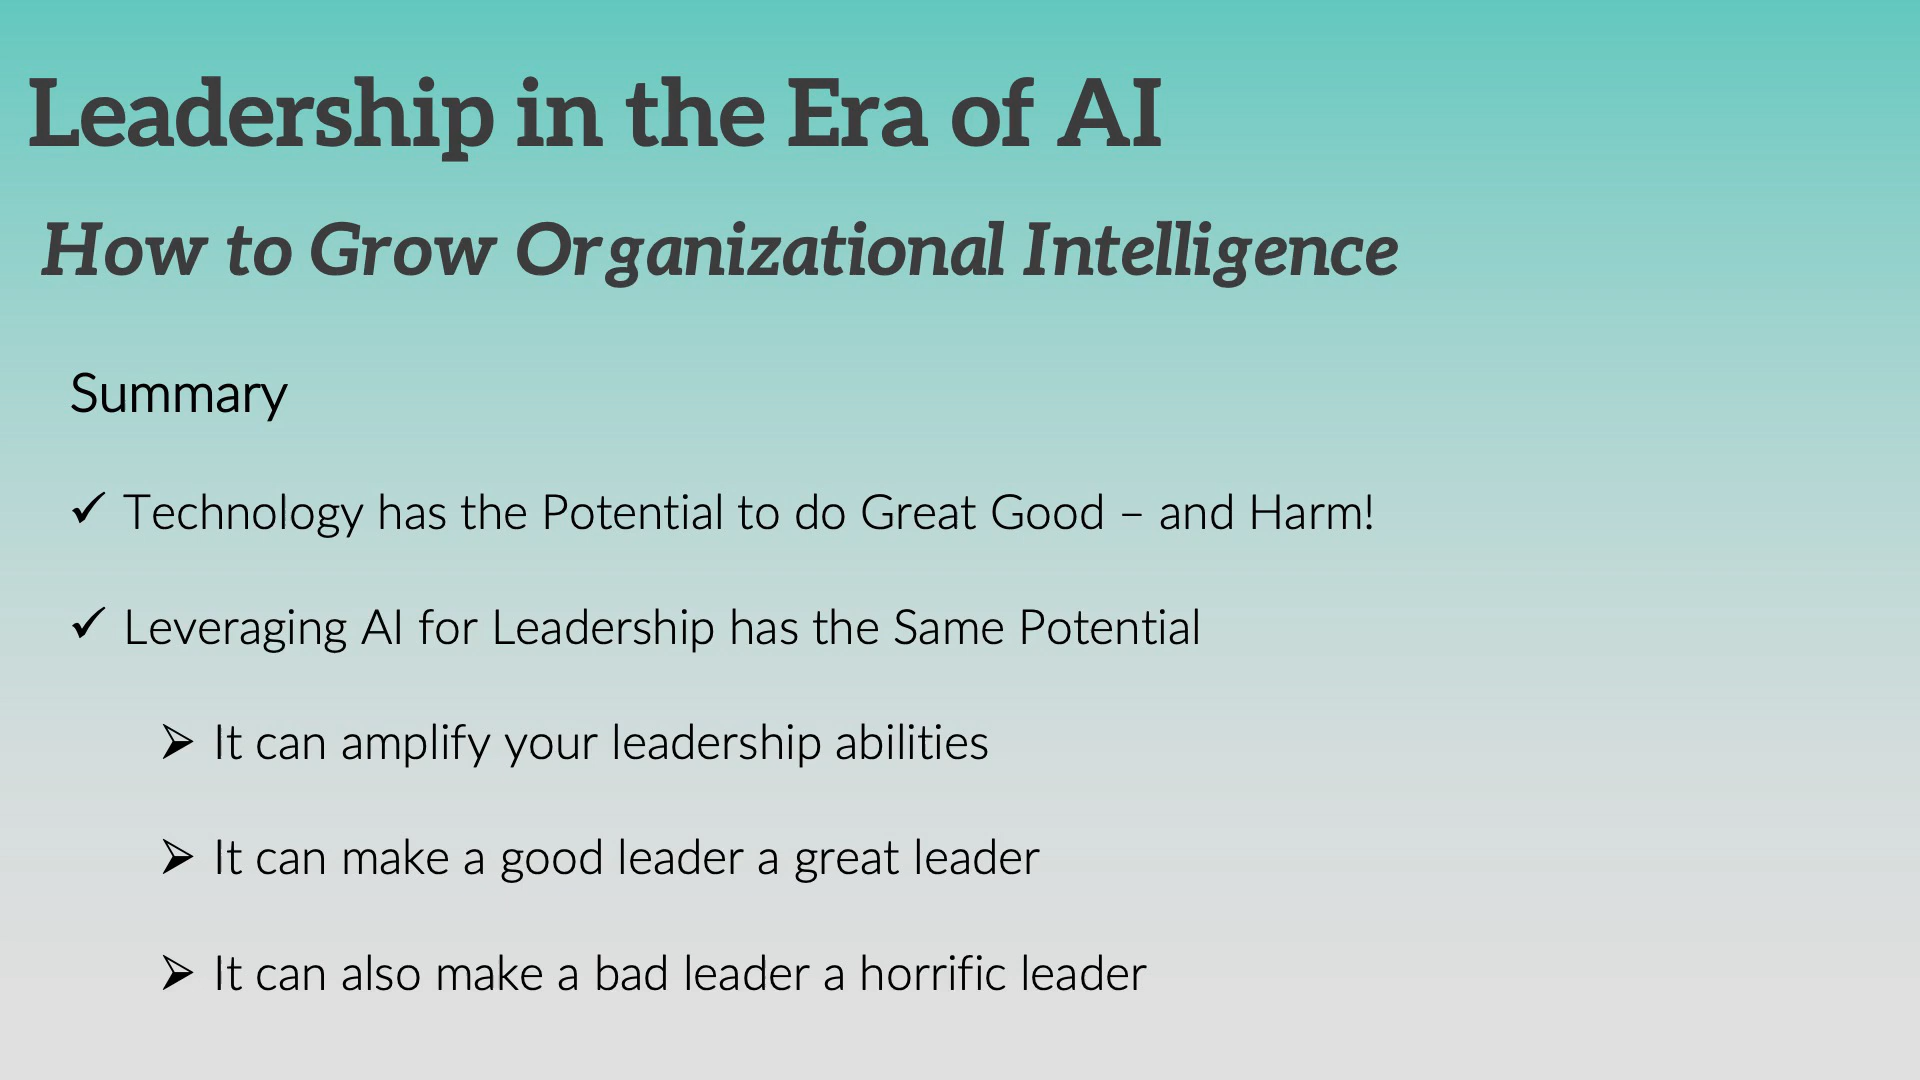 Leadership in the Era of AI
How to Grow Organizational Intelligence
Summary
✓ Technology has the Potential to do Great Good – and Harm!
✓ Leveraging AI for Leadership has the Same Potential
➢ It can amplify your leadership abilities
➢ It can make a good leader a great leader
➢ It can also make a bad leader a horrific leader